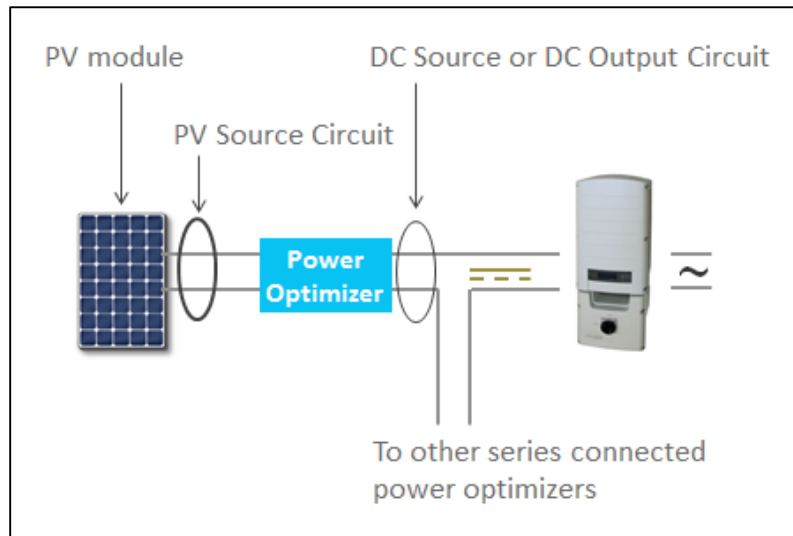 PV module
DC Source or DC Output Circuit
PV Source Circuit
Power
Optimizer
~
To other series connected
power optimizers